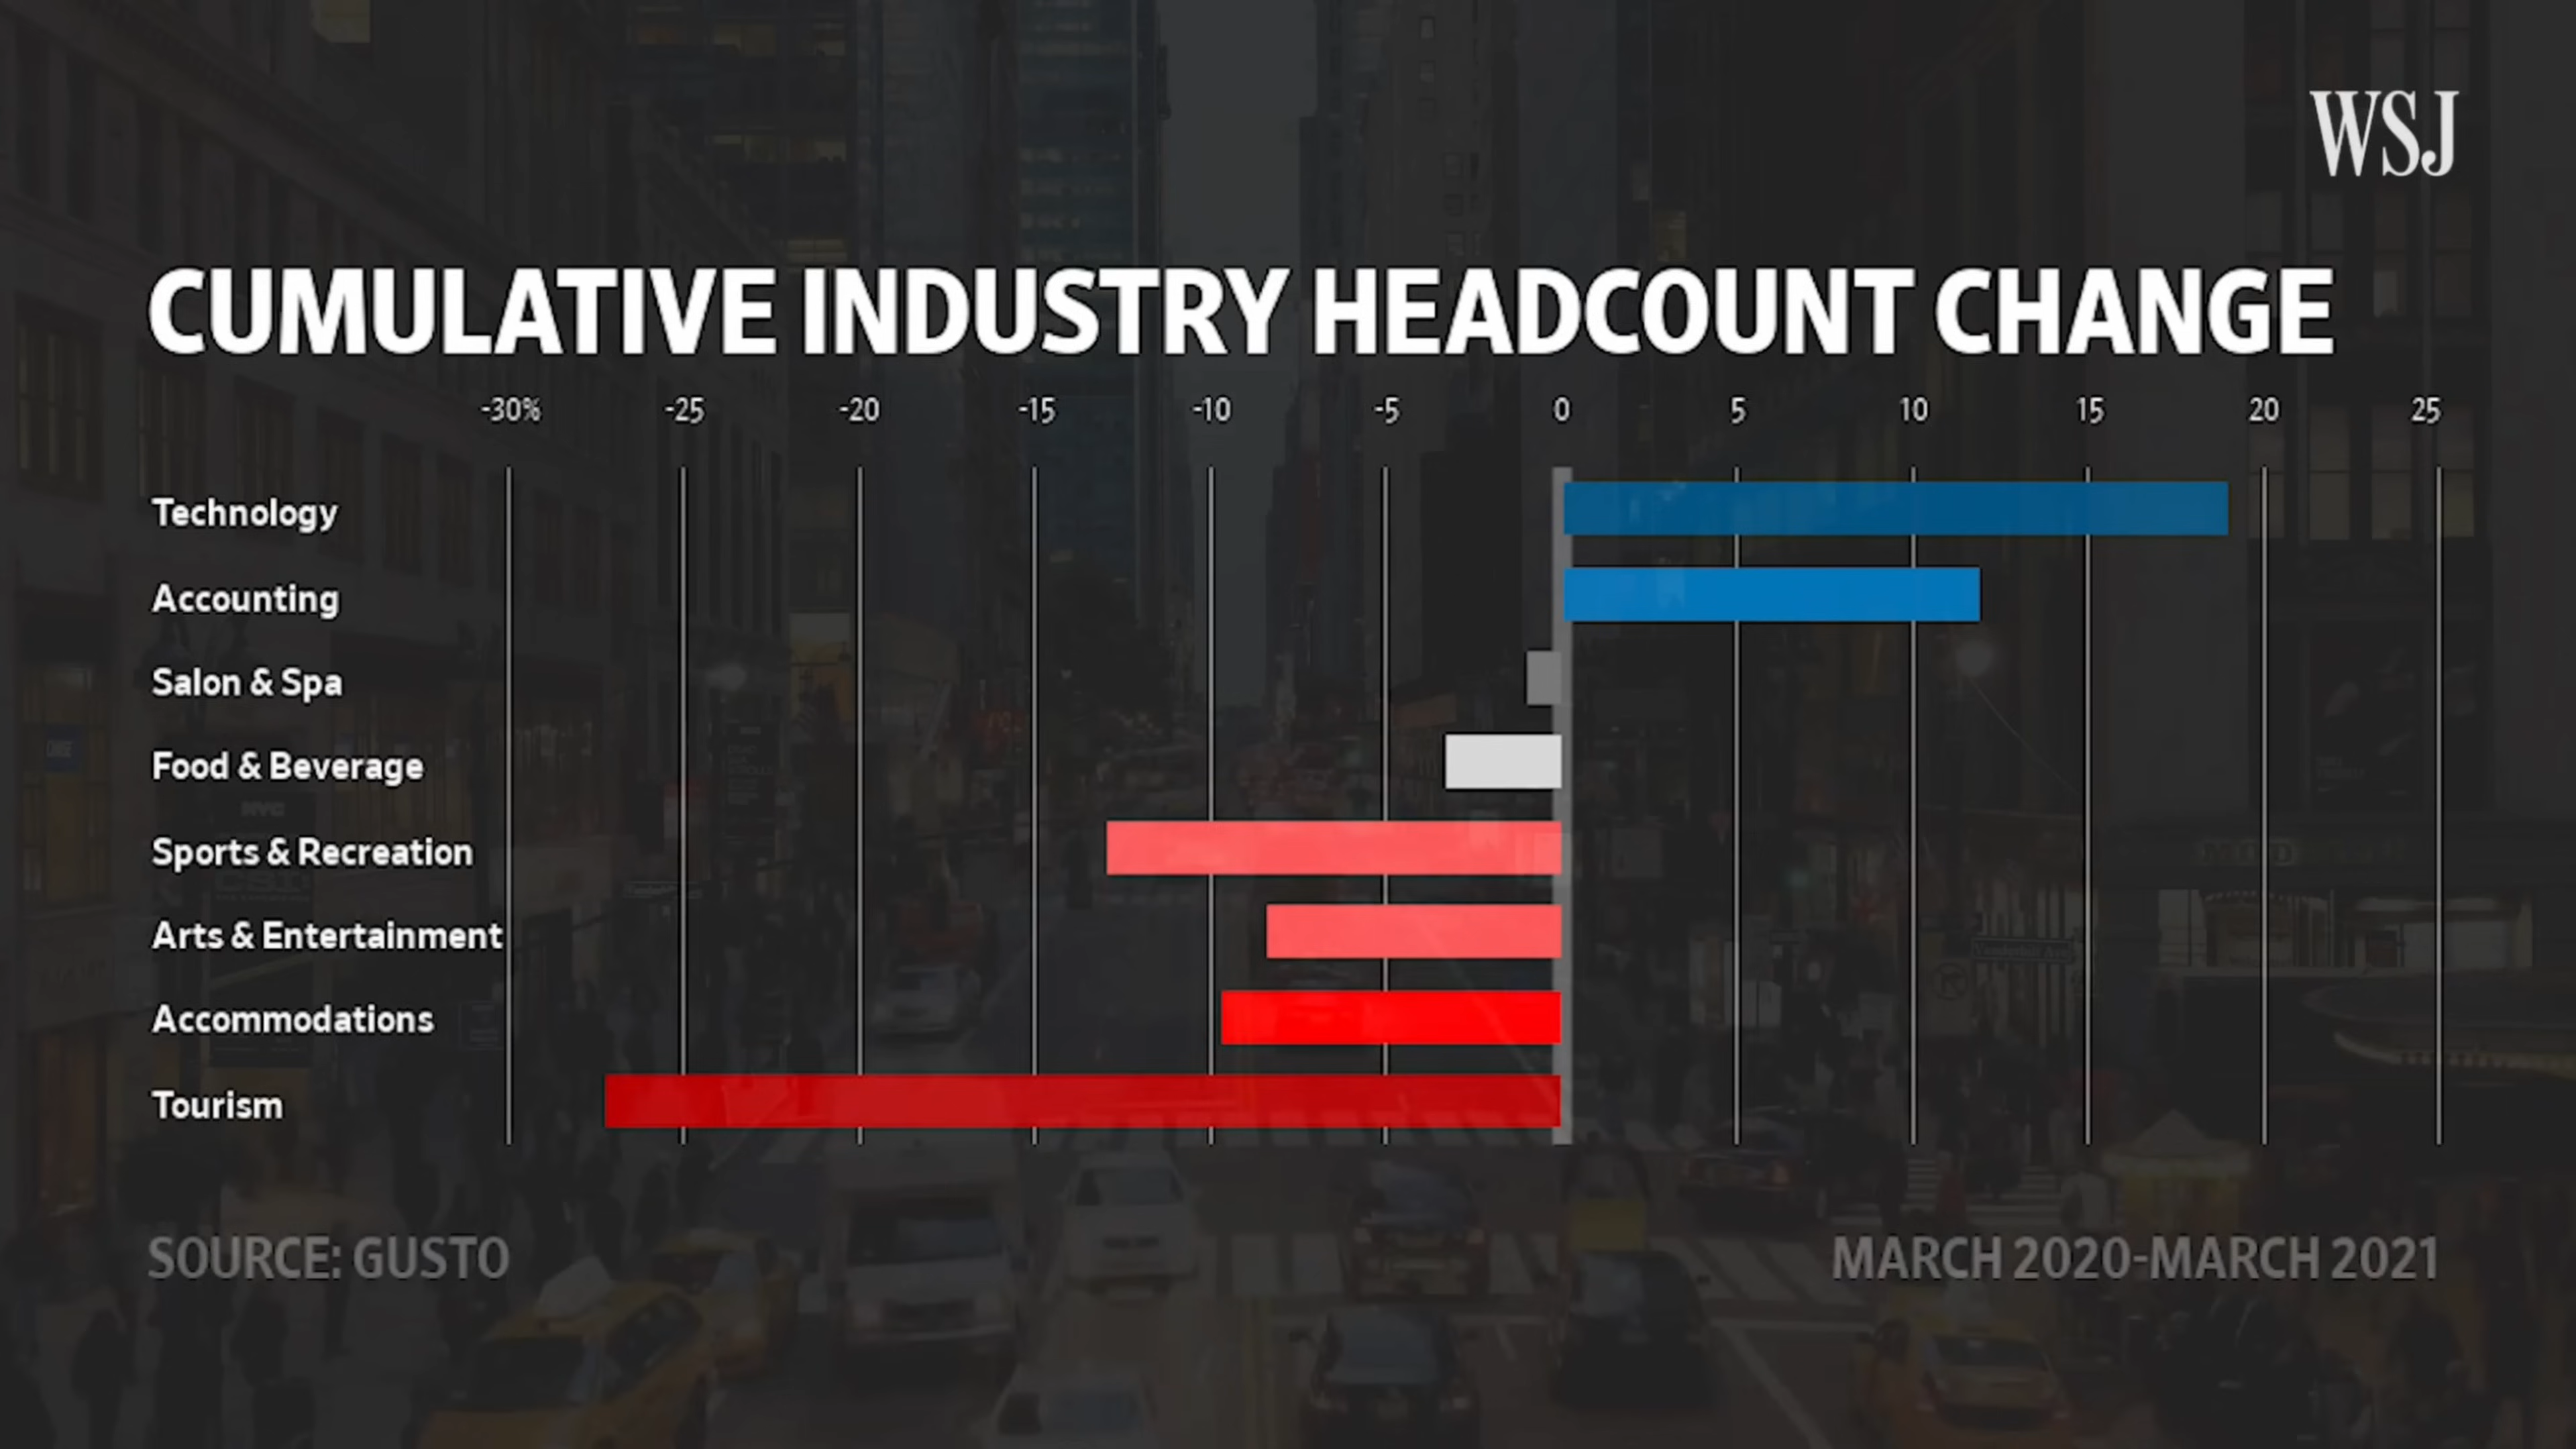 WSJ
CUMULATIVE INDUSTRY HEADCOUNT CHANGE
-30% -25 -20 -15 -10 -5 0 5 10 15 20 25
Technology
Accounting
Salon & Spa
Food & Beverage
Sports & Recreation
Arts & Entertainment
Accommodations
Tourism
SOURCE: GUSTO
MARCH 2020-MARCH 2021